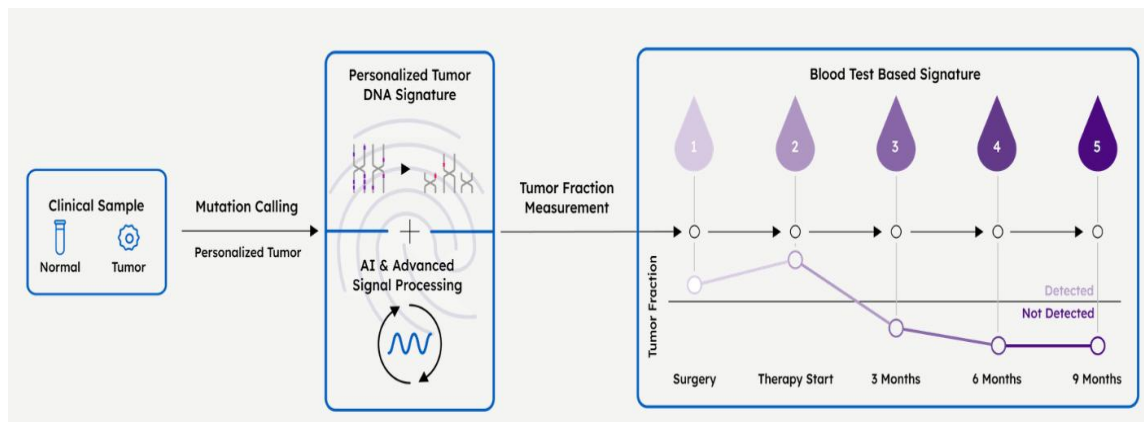 Clinical Sample
Normal
Tumor
Mutation Calling
Personalized Tumor
Personalized Tumor
DNA Signature
AI & Advanced
Signal Processing
Tumor Fraction
Measurement
Blood Test Based Signature
1
2
3
4
5
Tumor Fraction
Detected
Not Detected
Surgery
Therapy Start
3 Months
6 Months
9 Months